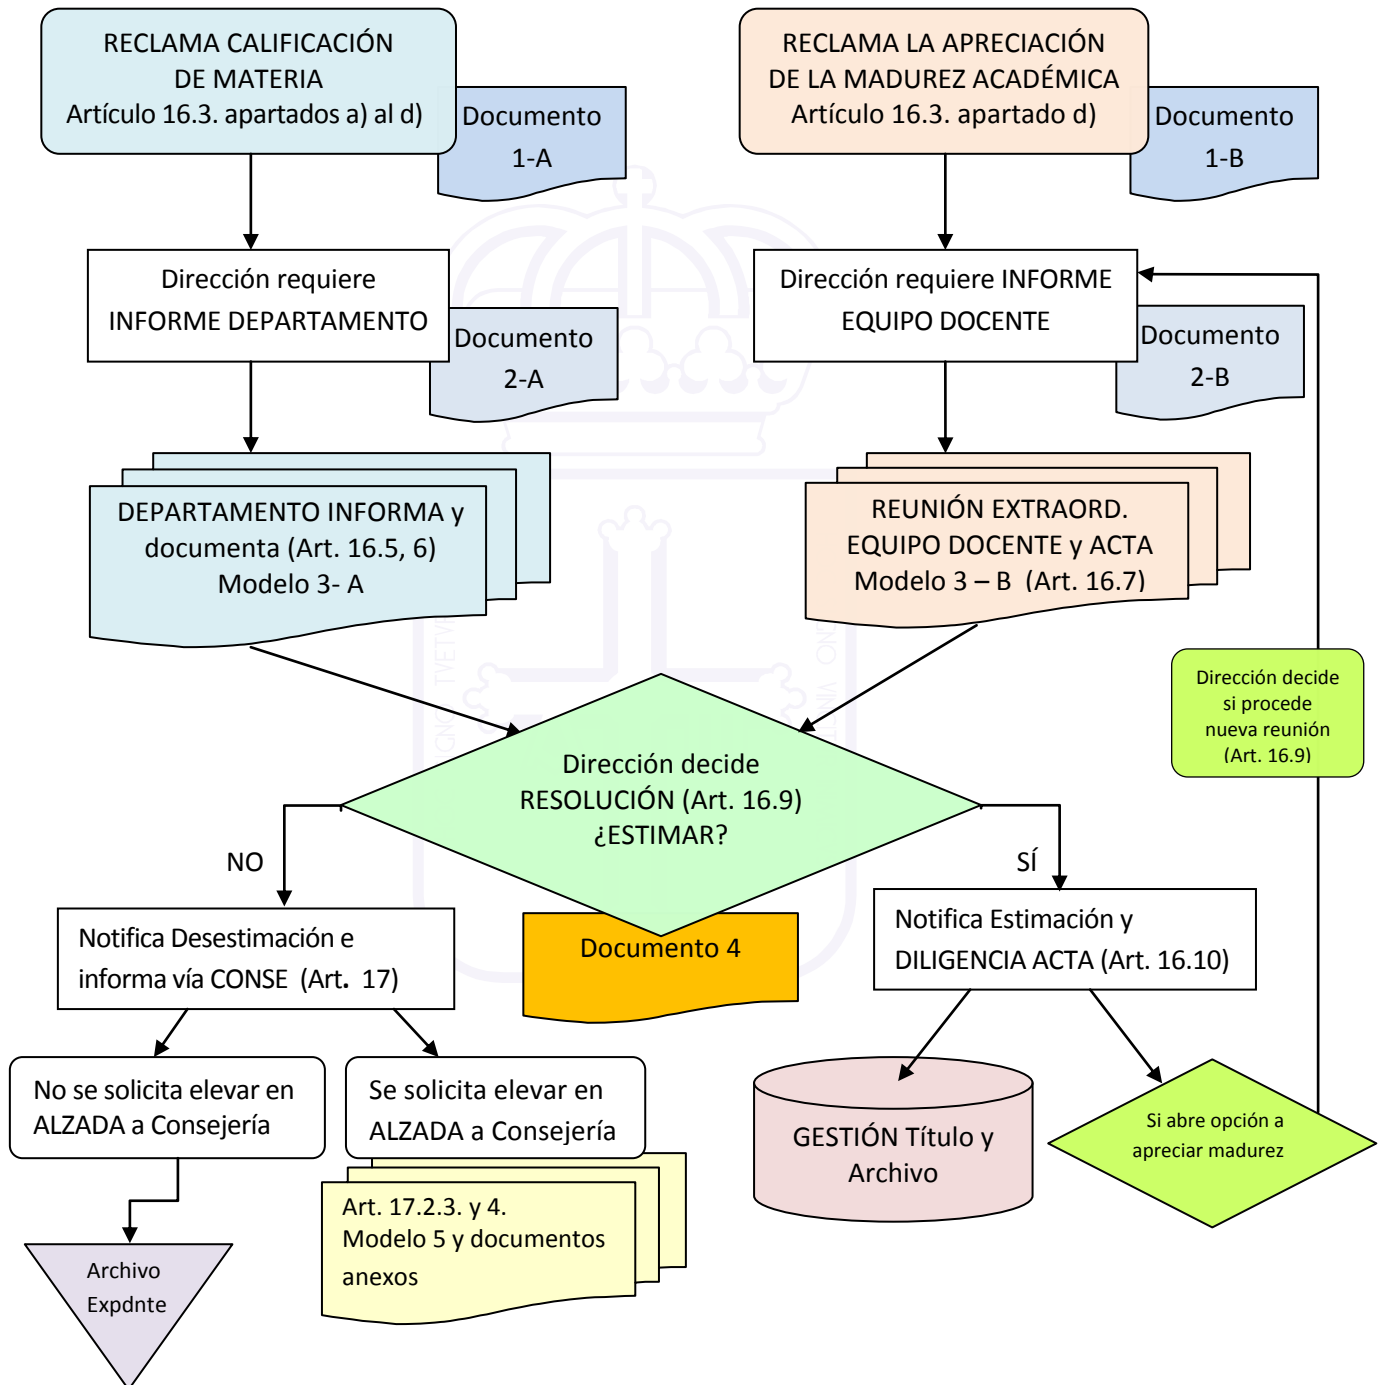 RECLAMA CALIFICACIÓN
DE MATERIA
Artículo 16.3. apartados a) al d)
Documento
1-A
RECLAMA LA APRECIACIÓN
DE LA MADUREZ ACADÉMICA
Artículo 16.3. apartado d)
Documento
1-B
Dirección requiere
INFORME DEPARTAMENTO
Documento
2-A
Dirección requiere INFORME
EQUIPO DOCENTE
Documento
2-B
DEPARTAMENTO INFORMA y
documenta (Art. 16.5, 6)
Modelo 3- A
REUNIÓN EXTRAORD.
EQUIPO DOCENTE y ACTA
Modelo 3 – B (Art. 16.7)
Dirección decide
si procede
nueva reunión
(Art. 16.9)
Dirección decide
RESOLUCIÓN (Art. 16.9)
¿ESTIMAR?
NO
SÍ
Notifica Desestimación e
informa vía CONSE (Art. 17)
Documento 4
Notifica Estimación y
DILIGENCIA ACTA (Art. 16.10)
No se solicita elevar en
ALZADA a Consejería
Se solicita elevar en
ALZADA a Consejería
GESTIÓN Título y
Archivo
Si abre opción a
apreciar madurez
Art. 17.2.3. y 4.
Modelo 5 y documentos
anexos
Archivo
Expdnte